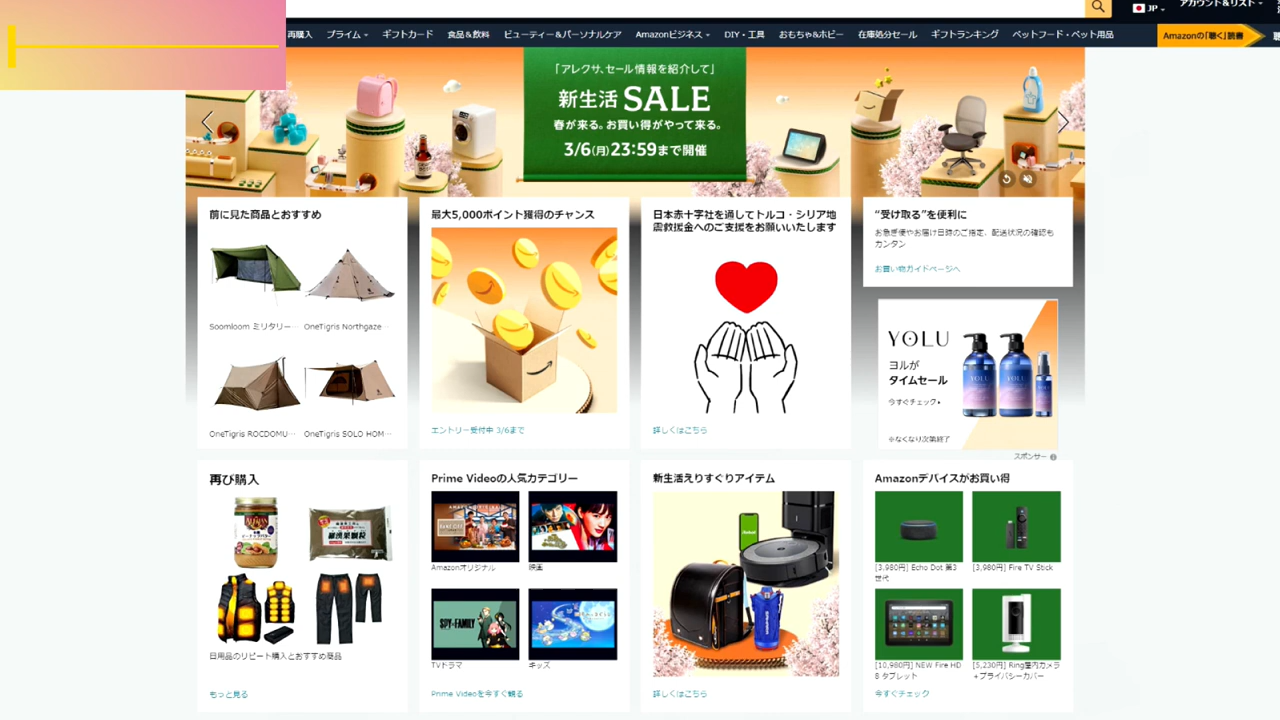 JP
アカウント&リスト
再購入 プライム ギフトカード 食品&飲料 ビューティー&パーソナルケア Amazonビジネス DIY・工具 おもちゃ&ホビー 在庫処分セール ギフトランキング ペットフード・ペット用品
Amazonの「聴く」読書
「アレクサ、セール情報を紹介して」
新生活 SALE
春が来る。お買い得がやって来る。
3/6(月)23:59まで開催
前に見た商品とおすすめ
Soomloom ミリタリー…
OneTigris Northgaze …
OneTigris ROCDOMU…
OneTigris SOLO HOM…
最大5,000ポイント獲得のチャンス
エントリー受付中 3/6まで
日本赤十字社を通してトルコ・シリア地
震救援金へのご支援をお願いいたします
詳しくはこちら
“受け取る”を便利に
お急ぎ便やお届け日時のご指定、配送状況の確認も
カンタン
お買い物ガイドページへ
YOLU
ヨルが
タイムセール
今すぐチェック
※なくなり次第終了
スポンサー
再び購入
日用品のリピート購入とおすすめ商品
もっと見る
Prime Videoの人気カテゴリー
Amazonオリジナル
映画
SPY×FAMILY
TVドラマ
キッズ
Prime Videoを今すぐ観る
新生活えりすぐりアイテム
詳しくはこちら
Amazonデバイスがお買い得
[3,980円] Echo Dot 第3
世代
[3,980円] Fire TV Stick
[10,980円] NEW Fire HD
8 タブレット
[5,230円] Ring屋内カメラ
+プライバシーカバー
今すぐチェック